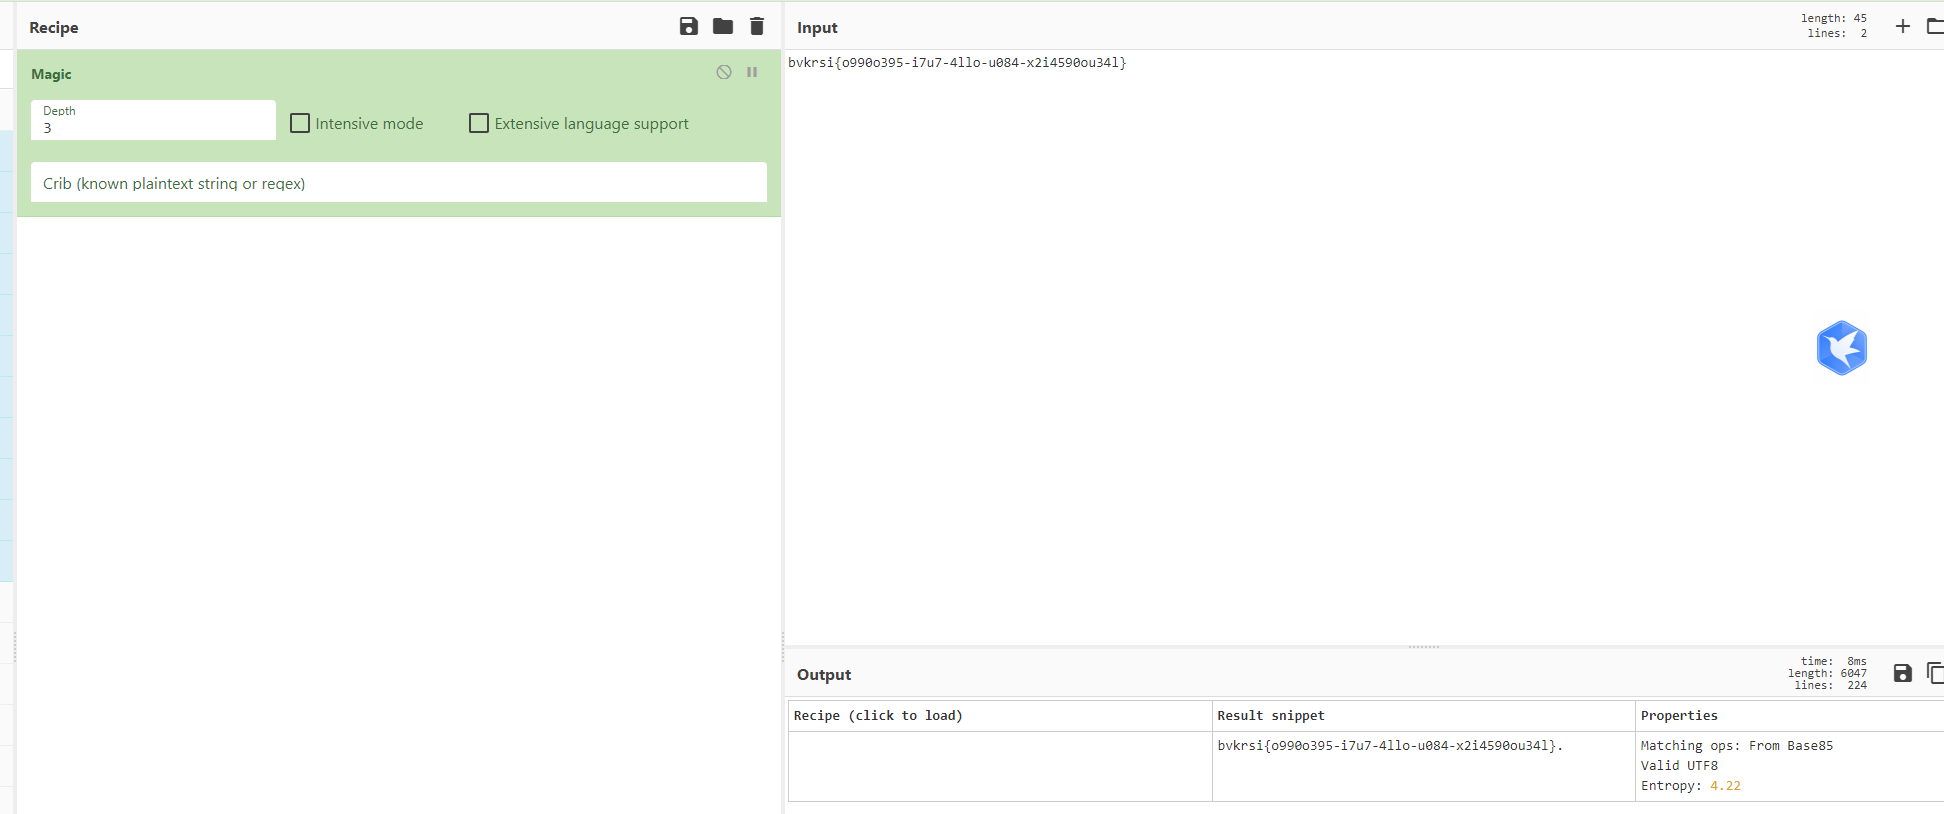 Recipe
Magic
Depth
3
Intensive mode
Extensive language support
Crib (known plaintext string or regex)
Input
length: 45
lines: 2
bvkrsi{o990o395-i7u7-4llo-u084-x2i4590ou34l}
Output
time: 8ms
length: 6047
lines: 224
Recipe (click to load)
Result snippet
Properties
bvkrsi{o990o395-i7u7-4llo-u084-x2i4590ou34l}.
Matching ops: From Base85
Valid UTF8
Entropy: 4.22